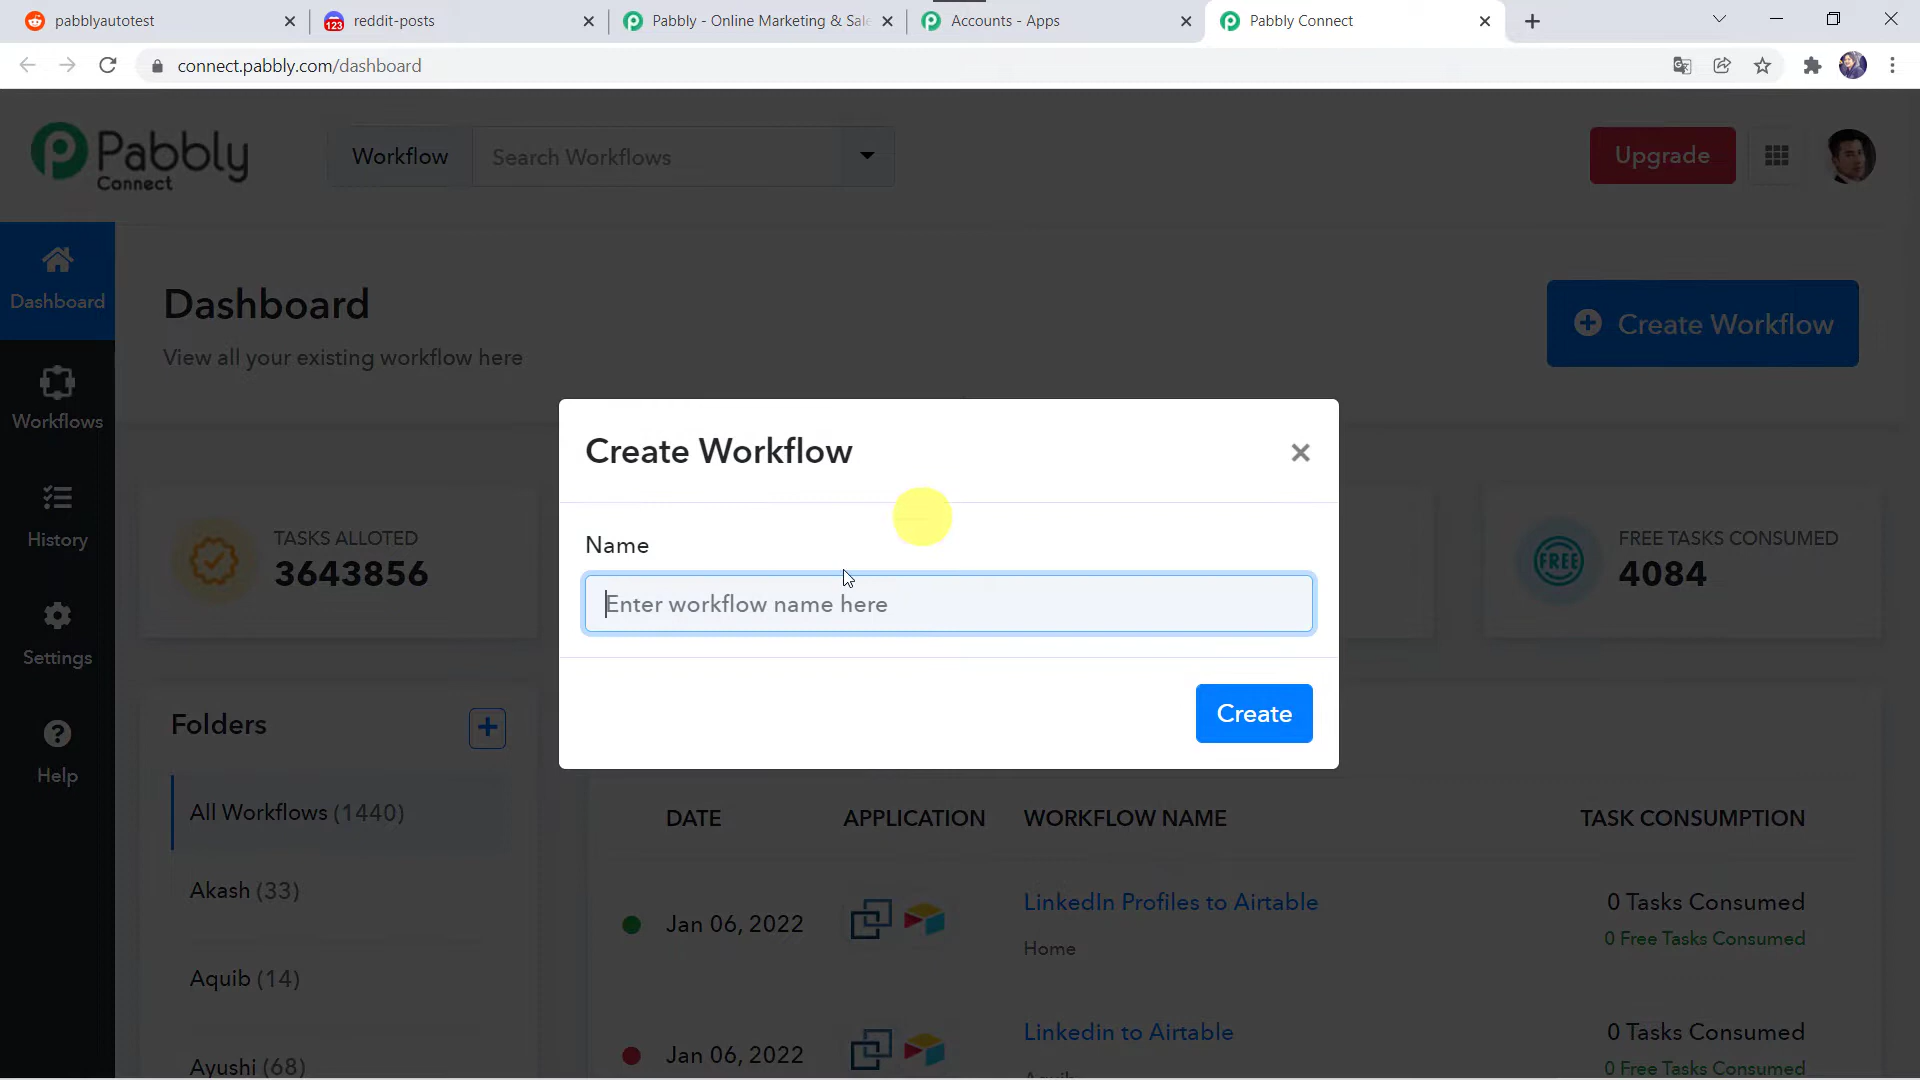 pabblyautotest
reddit-posts
Pabbly - Online Marketing & Sale
Accounts - Apps
Pabbly Connect
connect.pabbly.com/dashboard
Pabbly
Connect
Workflow
Search Workflows
Upgrade
Dashboard
Dashboard
View all your existing workflow here
Create Workflow
Workflows
Create Workflow
History
TASKS ALLOTED
3643856
Name
Enter workflow name here
FREE
FREE TASKS CONSUMED
4084
Settings
Create
Folders
Help
All Workflows (1440)
DATE
APPLICATION
WORKFLOW NAME
TASK CONSUMPTION
Akash (33)
Jan 06, 2022
LinkedIn Profiles to Airtable
Home
0 Tasks Consumed
0 Free Tasks Consumed
Aquib (14)
Ayushi (68)
Jan 06, 2022
Linkedin to Airtable
Aquib
0 Tasks Consumed
0 Free Tasks Consumed